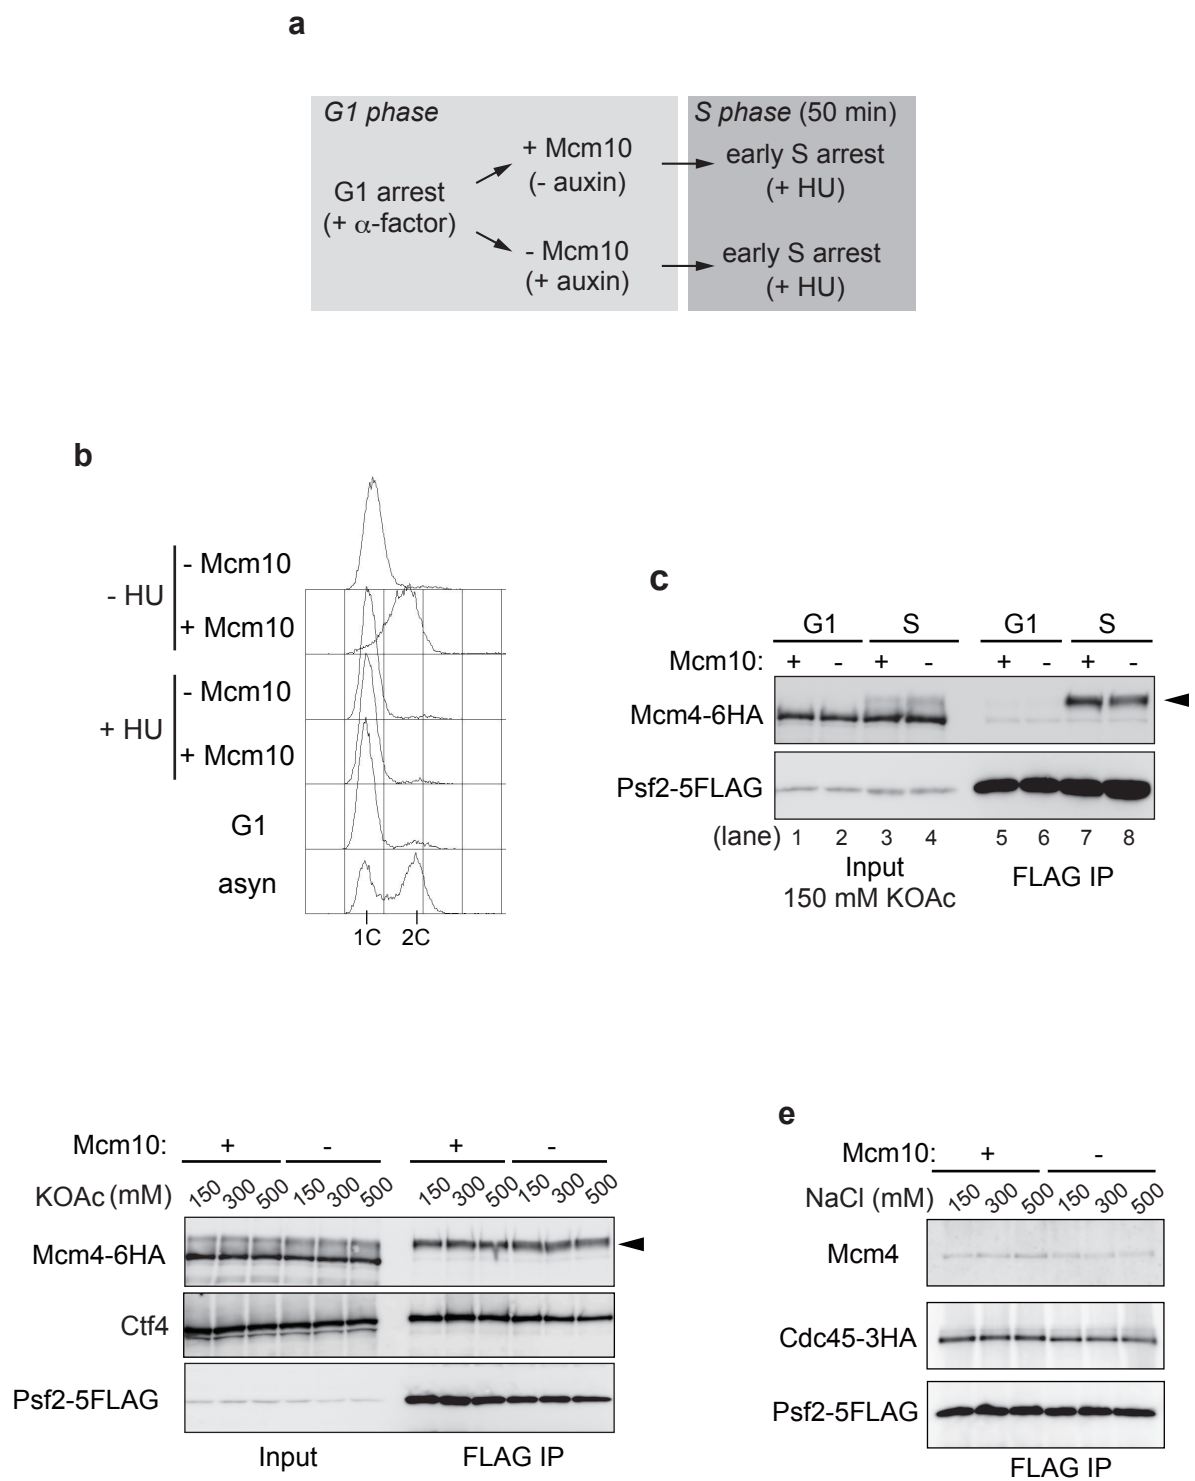 a
G1 phase
S phase (50 min)
+ Mcm10
(- auxin)
early S arrest
(+ HU)
G1 arrest
(+ α-factor)
- Mcm10
(+ auxin)
early S arrest
(+ HU)
b
- HU
- Mcm10
+ Mcm10
+ HU
- Mcm10
+ Mcm10
G1
asyn
1C 2C
c
G1 S G1 S
Mcm10: + - + - + - + -
Mcm4-6HA
Psf2-5FLAG
(lane) 1 2 3 4 5 6 7 8
Input
150 mM KOAc
FLAG IP
Mcm10: + - + -
KOAc (mM) 150 300 500 150 300 500 150 300 500 150 300 500
Mcm4-6HA
Ctf4
Psf2-5FLAG
Input FLAG IP
e
Mcm10: + -
NaCl (mM) 150 300 500 150 300 500
Mcm4
Cdc45-3HA
Psf2-5FLAG
FLAG IP